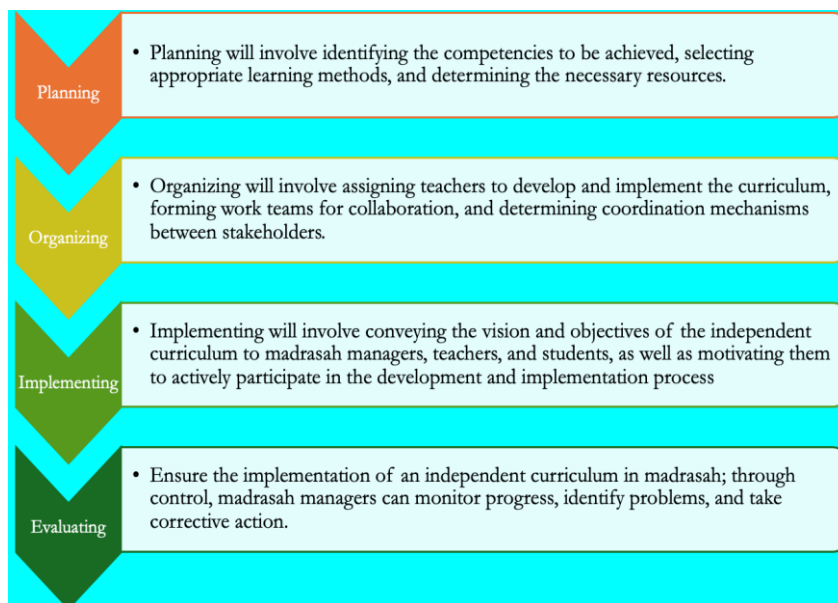 Planning
• Planning will involve identifying the competencies to be achieved, selecting
appropriate learning methods, and determining the necessary resources.
Organizing
• Organizing will involve assigning teachers to develop and implement the curriculum,
forming work teams for collaboration, and determining coordination mechanisms
between stakeholders.
Implementing
• Implementing will involve conveying the vision and objectives of the independent
curriculum to madrasah managers, teachers, and students, as well as motivating them
to actively participate in the development and implementation process
Evaluating
• Ensure the implementation of an independent curriculum in madrasah; through
control, madrasah managers can monitor progress, identify problems, and take
corrective action.